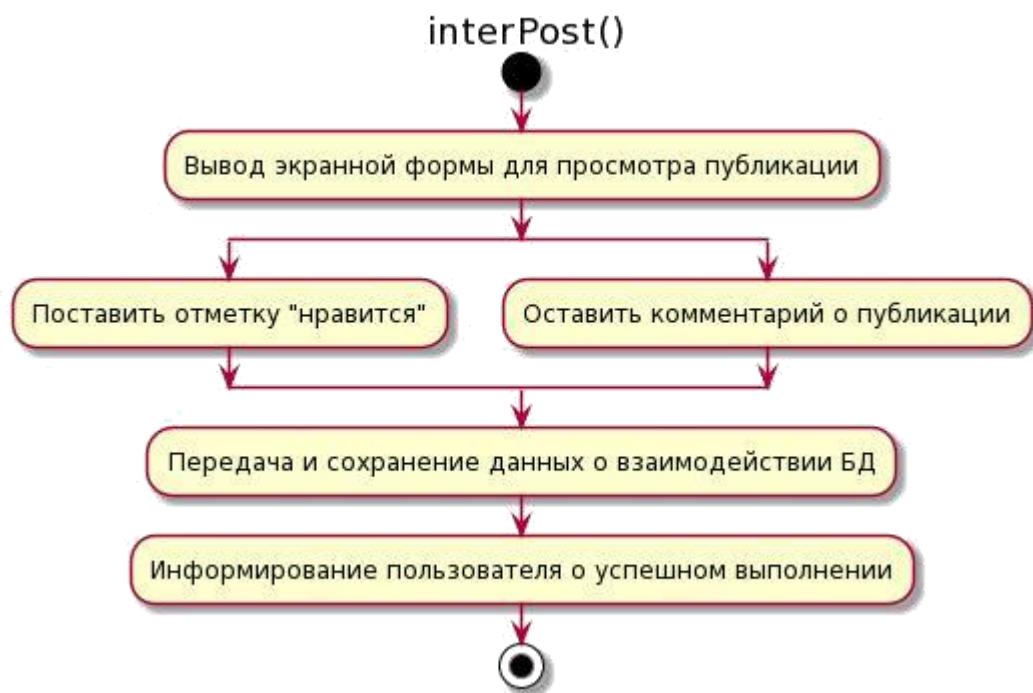 interPost()
Вывод экранной формы для просмотра публикации
Поставить отметку "нравится"
Оставить комментарий о публикации
Передача и сохранение данных о взаимодействии БД
Информирование пользователя о успешном выполнении